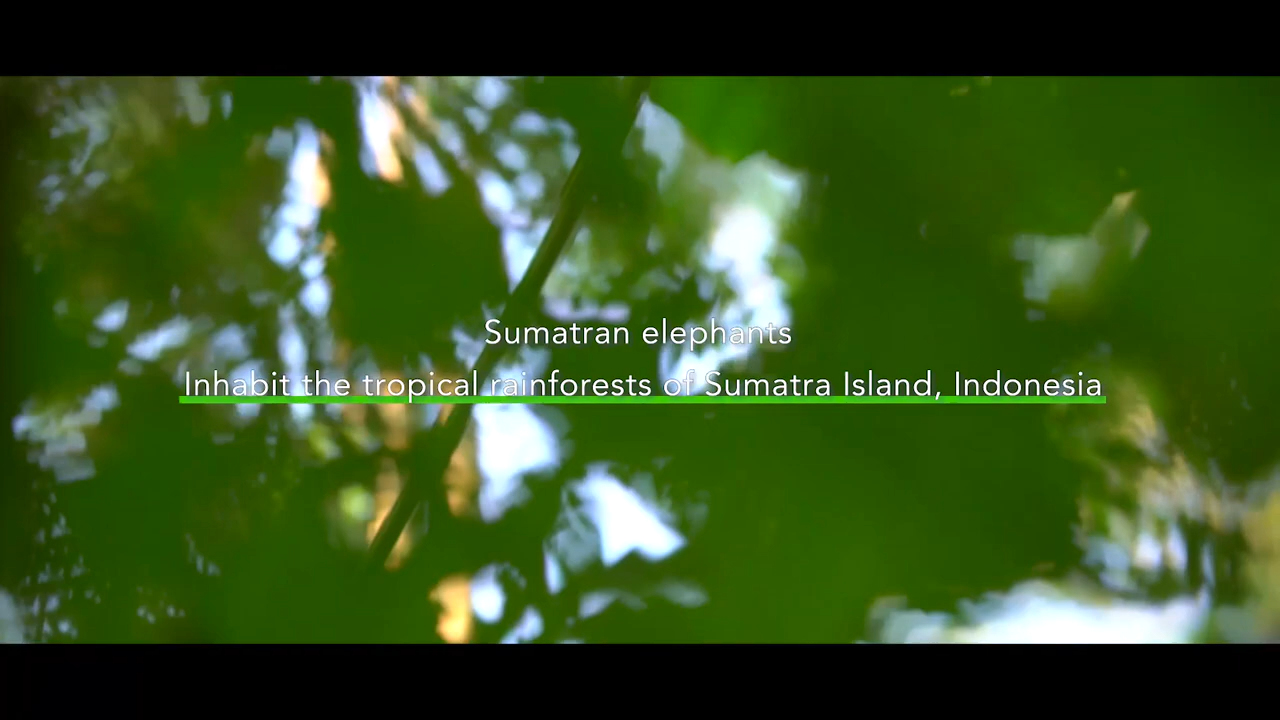 Sumatran elephants
Inhabit the tropical rainforests of Sumatra Island, Indonesia